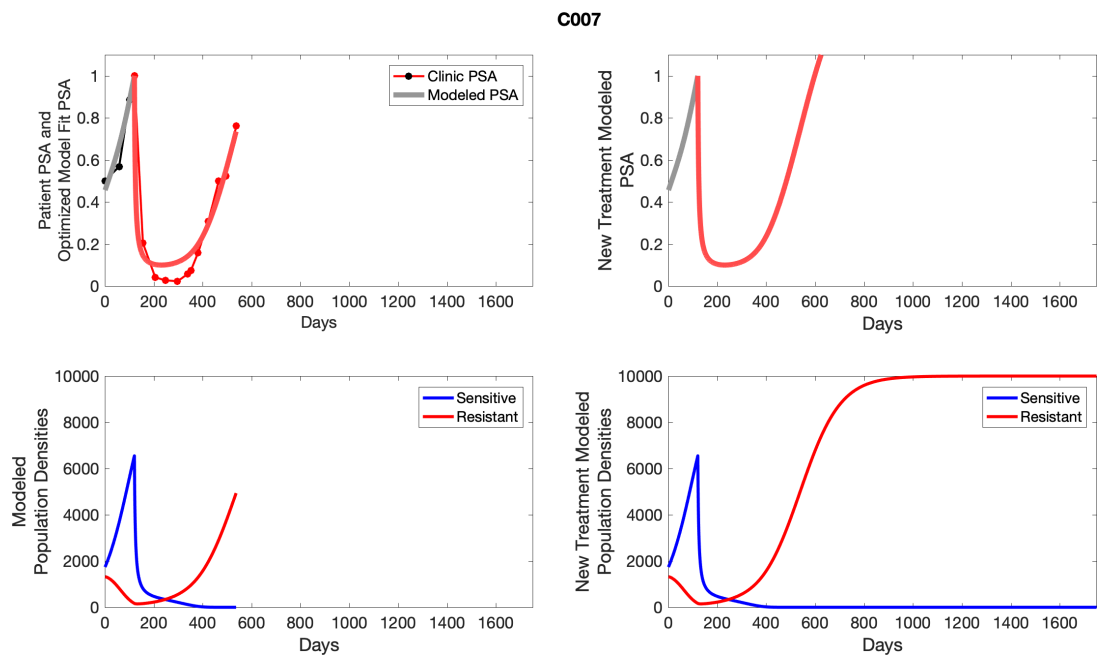 C007
Patient PSA and
Optimized Model Fit PSA
1
0.8
0.6
0.4
0.2
0
Clinic PSA
Modeled PSA
0 200 400 600 800 1000 1200 1400 1600
Days
New Treatment Modeled
PSA
1
0.8
0.6
0.4
0.2
0
0 200 400 600 800 1000 1200 1400 1600
Days
Modeled
Population Densities
10000
8000
6000
4000
2000
0
Sensitive
Resistant
0 200 400 600 800 1000 1200 1400 1600
Days
New Treatment Modeled
Population Densities
10000
8000
6000
4000
2000
0
Sensitive
Resistant
0 200 400 600 800 1000 1200 1400 1600
Days